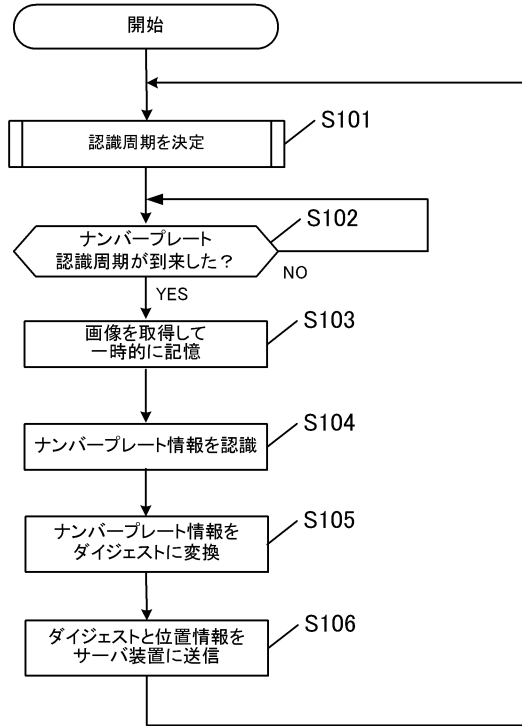 開始
認識周期を決定
S101
ナンバープレート
認識周期が到来した?
S102
NO
YES
画像を取得して
一時的に記憶
S103
ナンバープレート情報を認識
S104
ナンバープレート情報を
ダイジェストに変換
S105
ダイジェストと位置情報を
サーバ装置に送信
S106